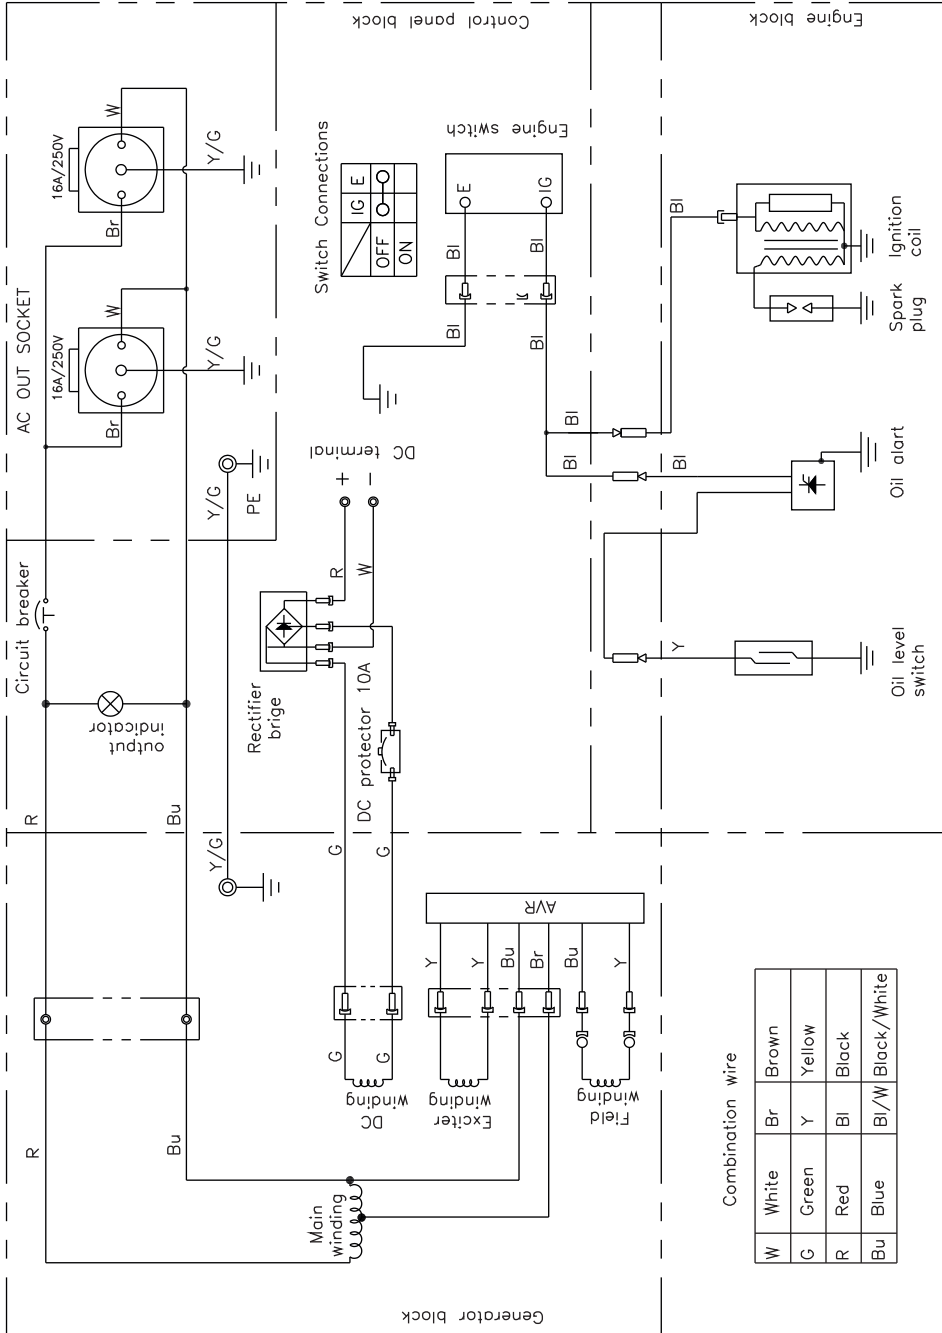 Engine block
Control panel block
Generator block
AC OUT SOCKET
16A/250V
16A/250V
W
Br
Y/G
W
Br
Y/G
Switch Connections
IG E
OFF
ON
Engine switch
E
IG
Bl
Bl
Bl
Bl
Bl
Bl
Bl
Bl
Ignition
coil
Spark
plug
Oil alart
Oil level
switch
Y
DC terminal
+
−
R
W
PE
Y/G
Y/G
Circuit breaker
output
indicator
R
Bu
R
Bu
Rectifier
brige
DC protector 10A
G
G
G
G
AVR
Y
Y
Bu
Br
Bu
Y
DC
winding
Exciter
winding
Field
winding
Main
winding
Combination wire
W White Br Brown
G Green Y Yellow
R Red Bl Black
Bu Blue Bl/W Black/White